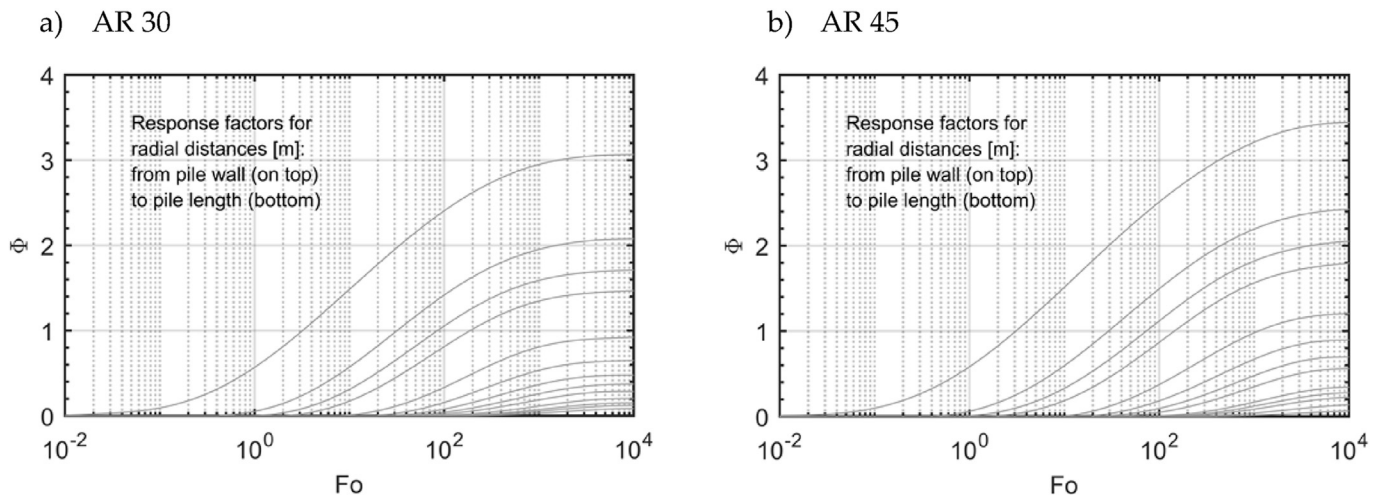 a) AR 30
4
3
2
1
0
Φ
Response factors for
radial distances [m]:
from pile wall (on top)
to pile length (bottom)
10⁻² 10⁰ 10² 10⁴
Fo
b) AR 45
4
3
2
1
0
Φ
Response factors for
radial distances [m]:
from pile wall (on top)
to pile length (bottom)
10⁻² 10⁰ 10² 10⁴
Fo